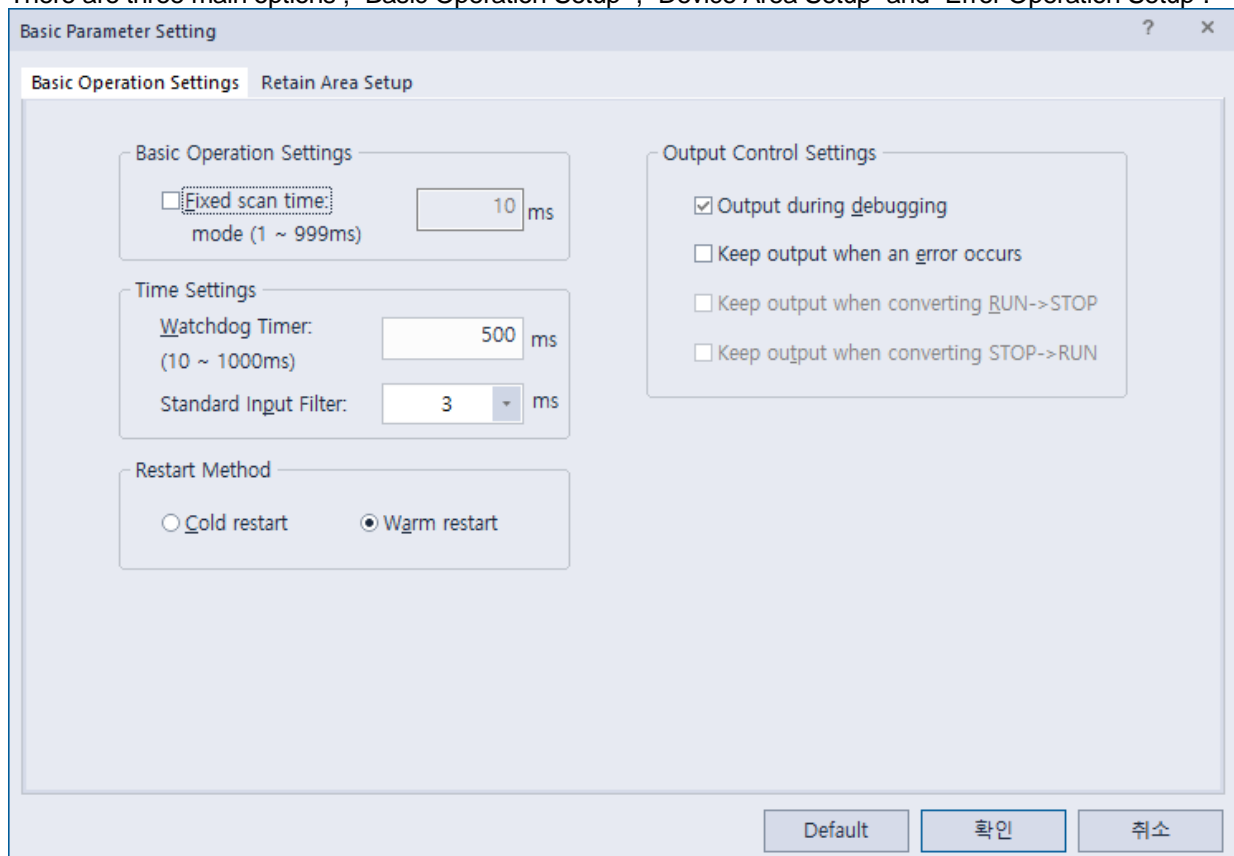 There are three main options , "Basic Operation Setup" , "Device Area Setup" and "Error Operation Setup".
Basic Parameter Setting
? ×
Basic Operation Settings Retain Area Setup
Basic Operation Settings
Fixed scan time:
mode (1 ~ 999ms)
10 ms
Time Settings
Watchdog Timer:
(10 ~ 1000ms)
500 ms
Standard Input Filter:
3 ms
Restart Method
Cold restart Warm restart
Output Control Settings
Output during debugging
Keep output when an error occurs
Keep output when converting RUN->STOP
Keep output when converting STOP->RUN
Default 확인 취소